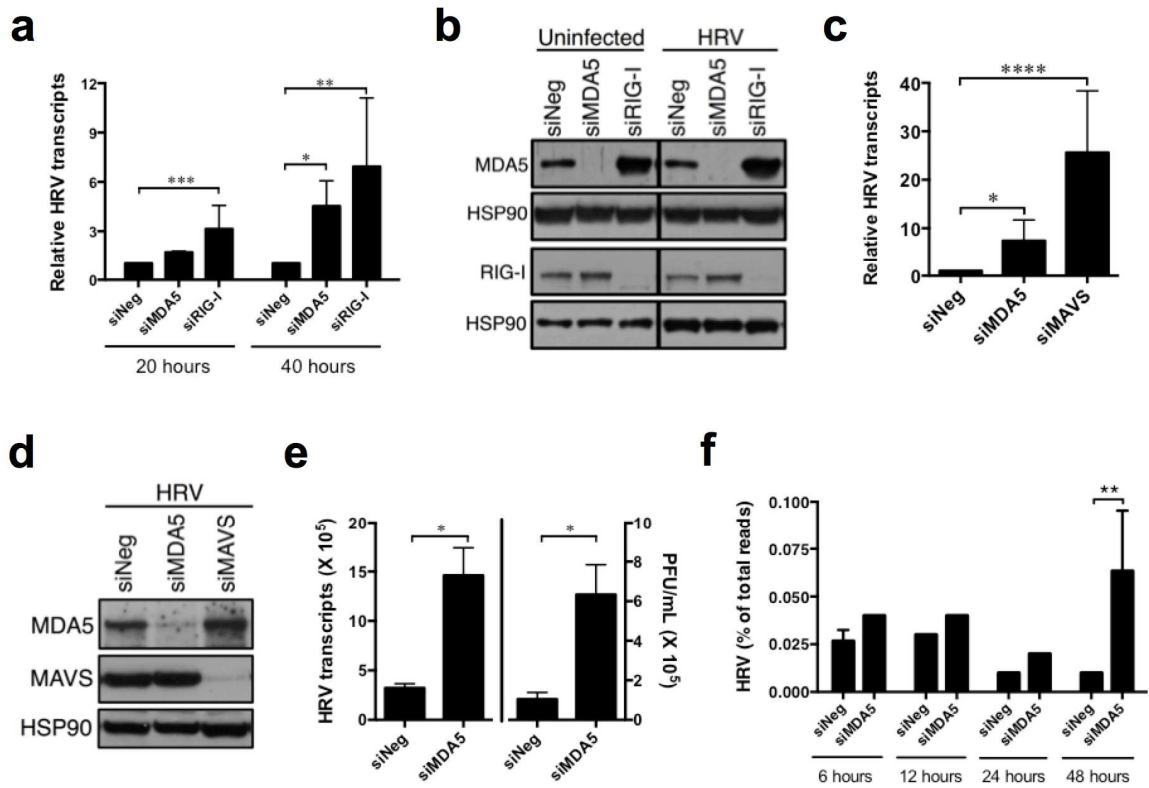 a
Relative HRV transcripts
12
9
6
3
0
***
*
**
siNeg
siMDA5
siRIG-I
siNeg
siMDA5
siRIG-I
20 hours
40 hours
b
Uninfected HRV
siNeg
siMDA5
siRIG-I
siNeg
siMDA5
siRIG-I
MDA5
HSP90
RIG-I
HSP90
c
Relative HRV transcripts
40
30
20
10
0
****
*
siNeg
siMDA5
siMAVS
d
HRV
siNeg
siMDA5
siMAVS
MDA5
MAVS
HSP90
e
HRV transcripts (X 10⁵)
20
15
10
5
0
*
*
10
8
6
4
2
0
PFU/mL (X 10⁵)
siNeg
siMDA5
siNeg
siMDA5
f
HRV (% of total reads)
0.100
0.075
0.050
0.025
0.000
**
siNeg
siMDA5
siNeg
siMDA5
siNeg
siMDA5
siNeg
siMDA5
6 hours
12 hours
24 hours
48 hours